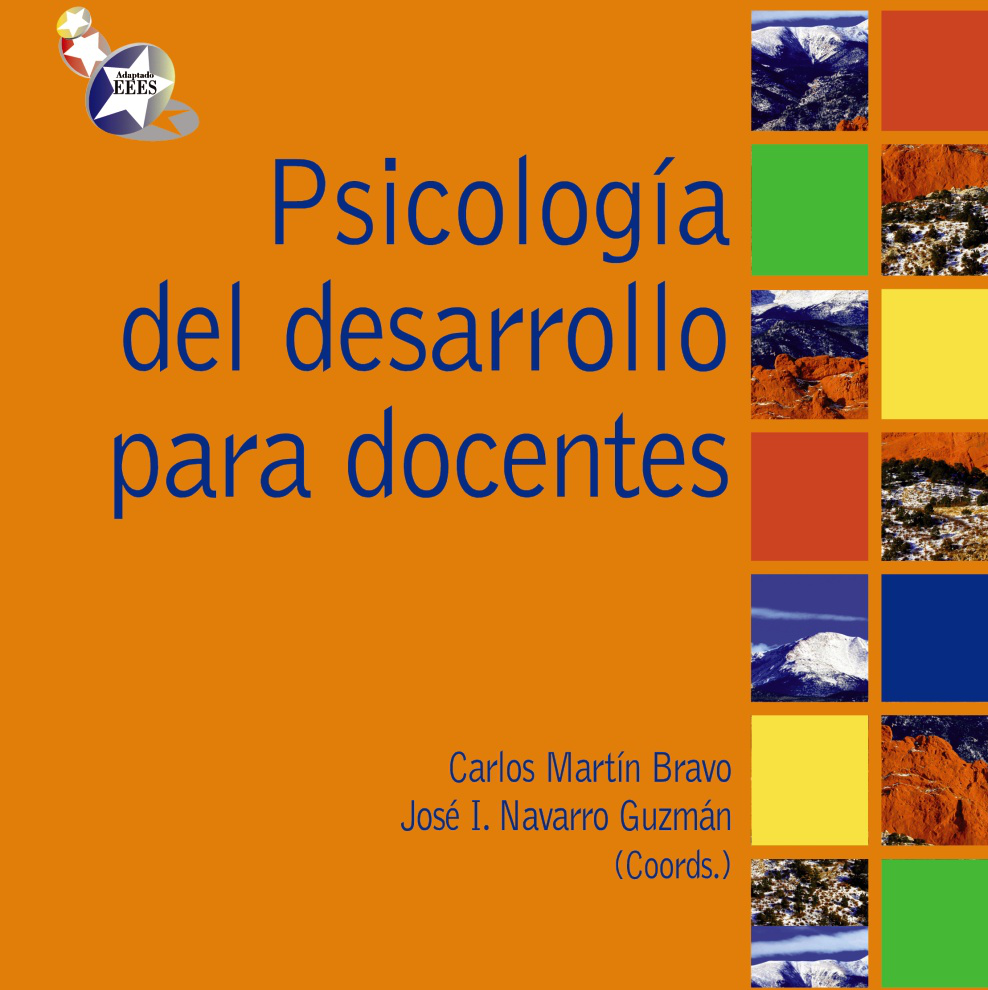 Adaptado
EEES
Psicología
del desarrollo
para docentes
Carlos Martín Bravo
José I. Navarro Guzmán
(Coords.)